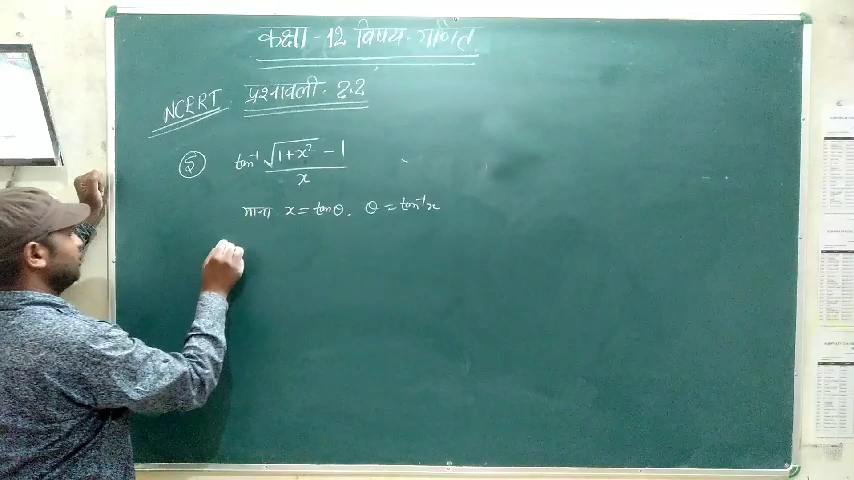 कक्षा - 12 विषय - गणित
NCERT प्रश्नावली - 2.2
⑤ tan⁻¹ (√(1+x²) - 1)/x
माना x = tanθ, θ = tan⁻¹x